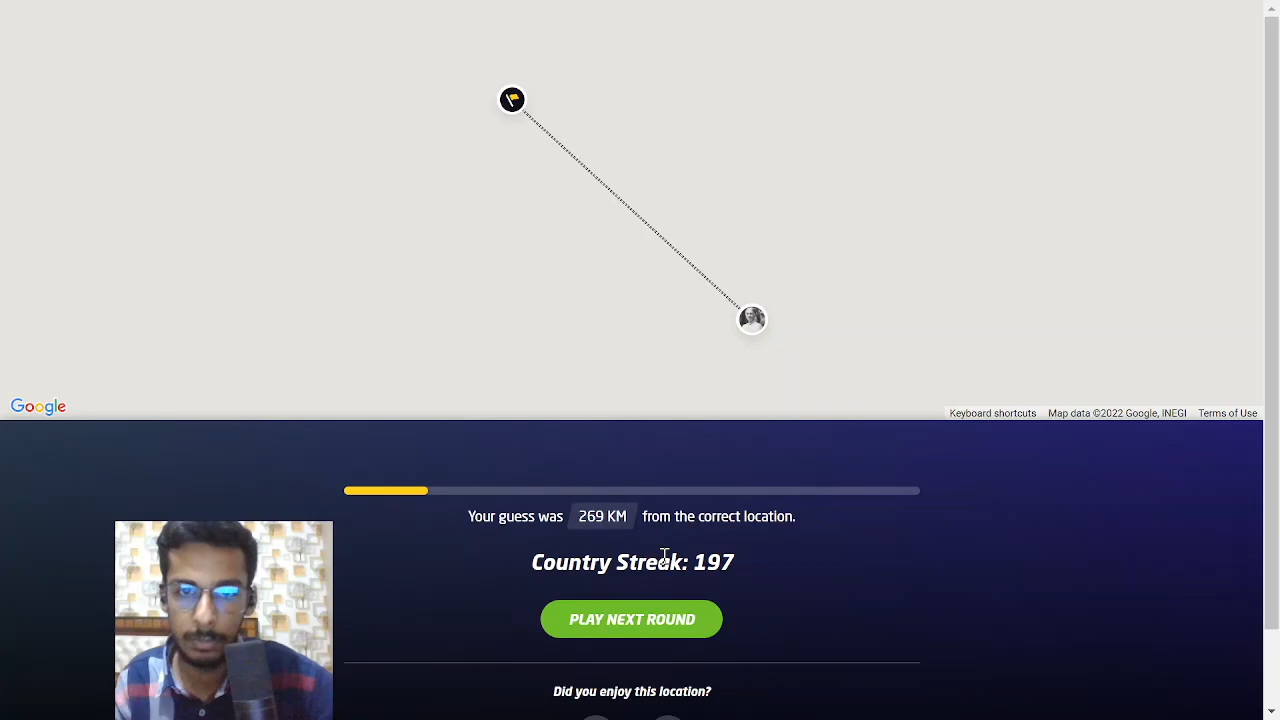 Google
Keyboard shortcuts
Map data ©2022 Google, INEGI
Terms of Use
Your guess was 269 KM from the correct location.
Country Streak: 197
PLAY NEXT ROUND
Did you enjoy this location?